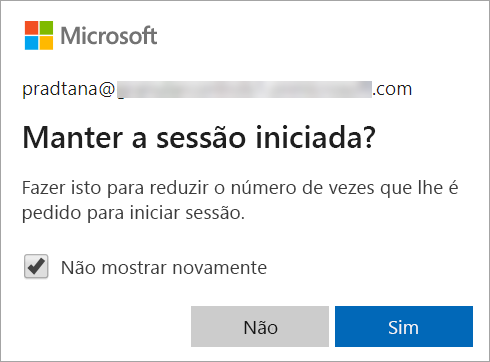 Microsoft
pradtana@ .com
Manter a sessão iniciada?
Fazer isto para reduzir o número de vezes que lhe é
pedido para iniciar sessão.
Não mostrar novamente
Não
Sim